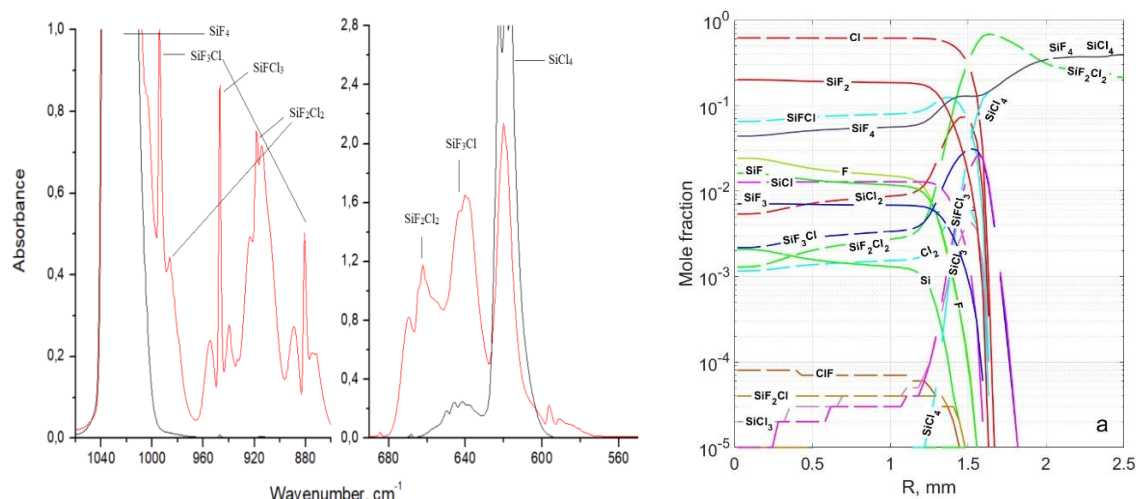 Absorbance
1,0
0,8
0,6
0,4
0,2
0,0
1040 1000 960 920 880
SiF₄
SiF₃Cl
SiFCl₃
SiF₂Cl₂
2,8
2,4
2,0
1,6
1,2
0,8
0,4
0,0
680 640 600 560
SiCl₄
SiF₃Cl
SiF₂Cl₂
Wavenumber, cm⁻¹
Mole fraction
10⁰
10⁻¹
10⁻²
10⁻³
10⁻⁴
10⁻⁵
0 0.5 1 1.5 2 2.5
R, mm
Cl
SiF₂
SiFCl
SiF₄
F
SiF
SiCl
SiCl₂
SiF₃
SiF₃Cl
SiF₂Cl₂
Cl₂
Si
F
SiFCl₃
SiCl₃
SiCl₄
SiF₄ SiCl₄
SiF₂Cl₂
ClF
SiF₂Cl
SiCl₃
SiCl₄
a